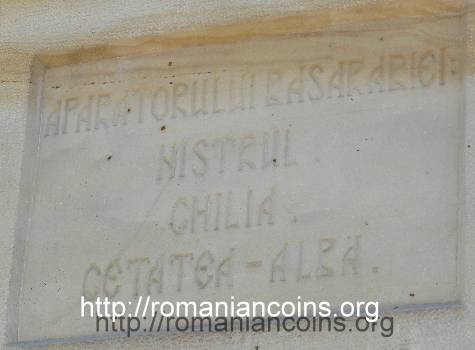 APARATORULUI BASARABIEI:
NISTRUL.
CHILIA.
CETATEA-ALBA.
http://romaniancoins.org
http://romaniancoins.org